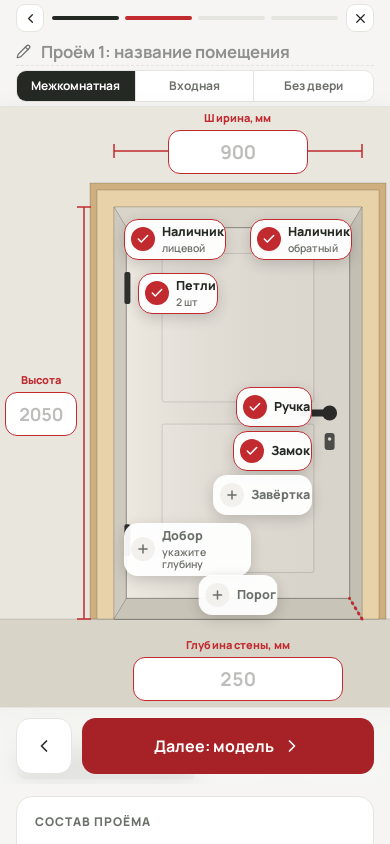 Проём 1: название помещения
Межкомнатная
Входная
Без двери
Ширина, мм
900
Наличник
лицевой
Наличник
обратный
Петли
2 шт
Высота
2050
Ручка
Замок
Завёртка
Добор
укажите
глубину
Порог
Глубина стены, мм
250
Далее: модель
СОСТАВ ПРОЁМА